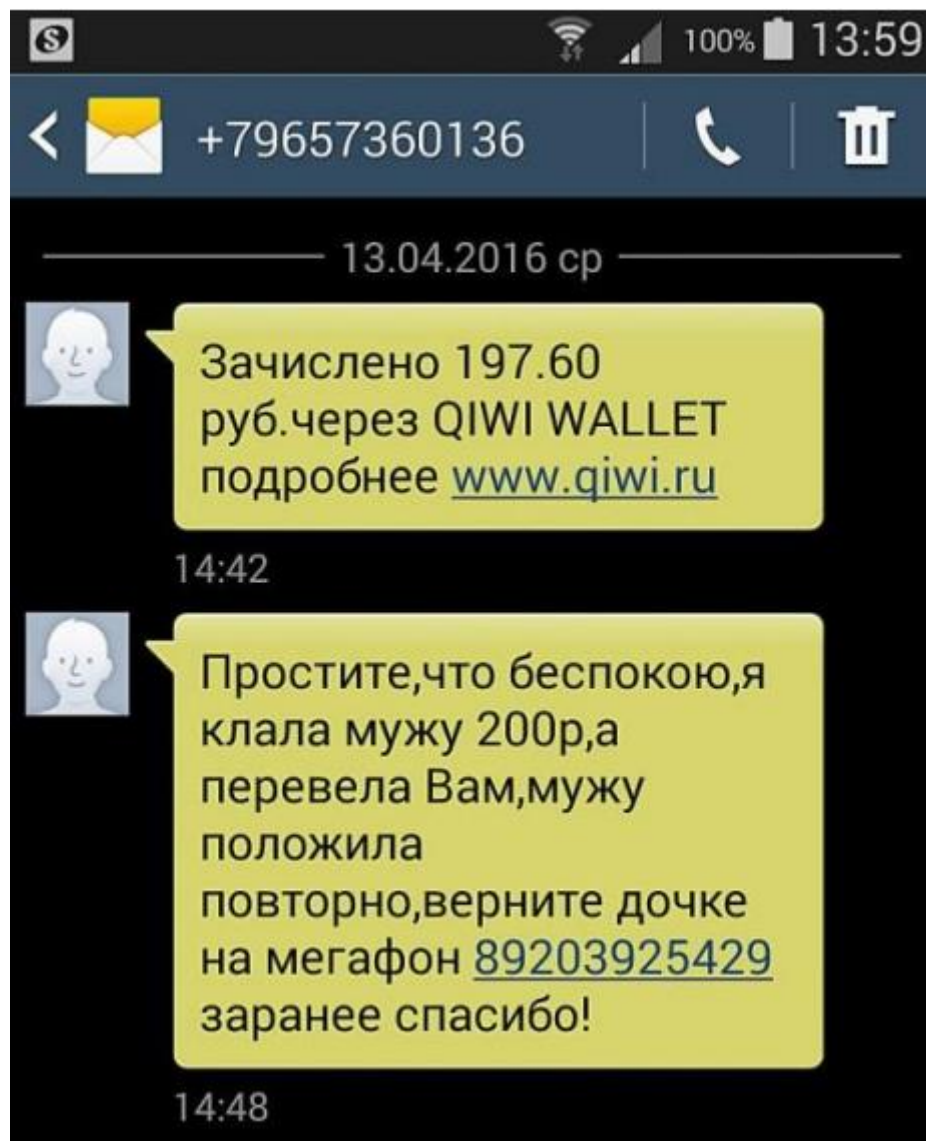 100% 13:59
+79657360136
13.04.2016 ср
Зачислено 197.60
руб.через QIWI WALLET
подробнее www.qiwi.ru
14:42
Простите,что беспокою,я
клала мужу 200р,а
перевела Вам,мужу
положила
повторно,верните дочке
на мегафон 89203925429
заранее спасибо!
14:48